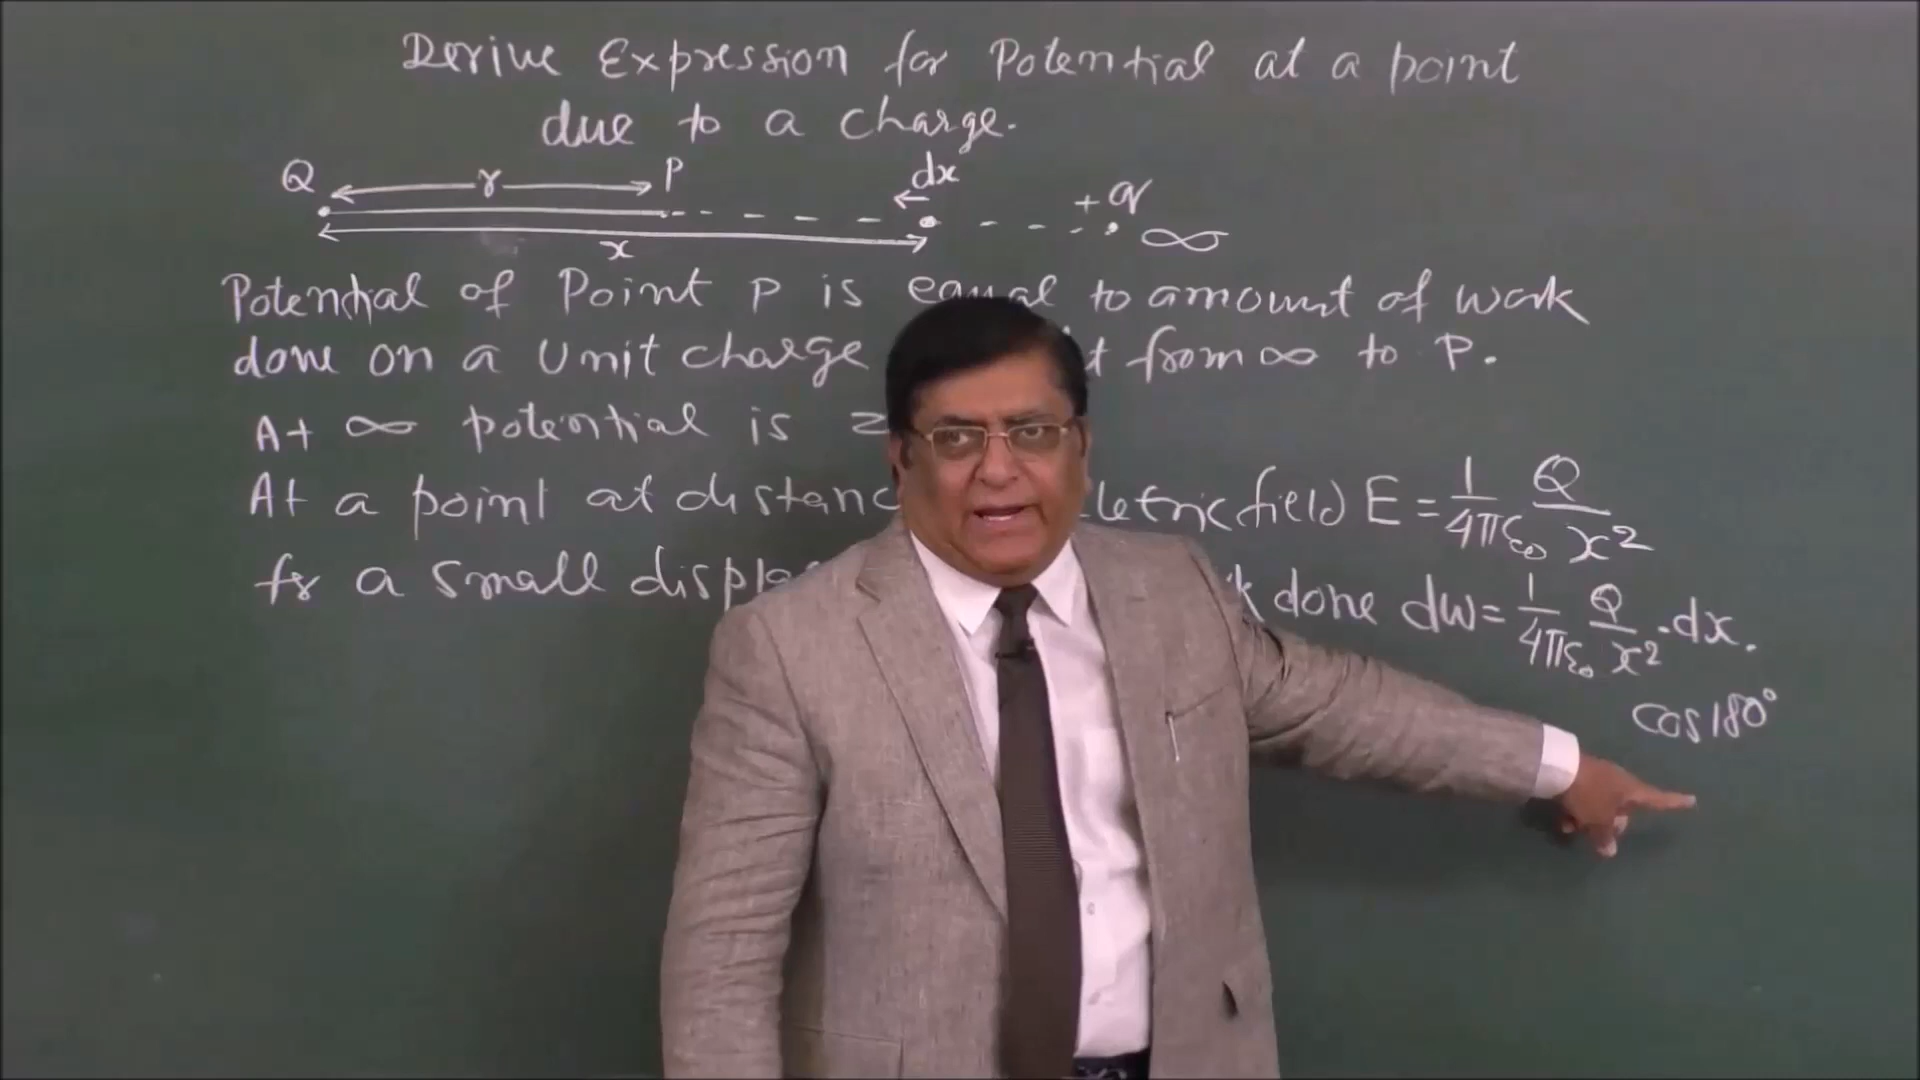 Derive Expression for Potential at a point
due to a charge.
Q r P dx +q
x ∞
Potential of Point P is equal to amount of work
done on a unit charge from ∞ to P.
At ∞ potential is
At a point at field E = 1/4πε₀ Q/x²
for a small done dw = 1/4πε₀ Q/x² . dx.
cos 180°